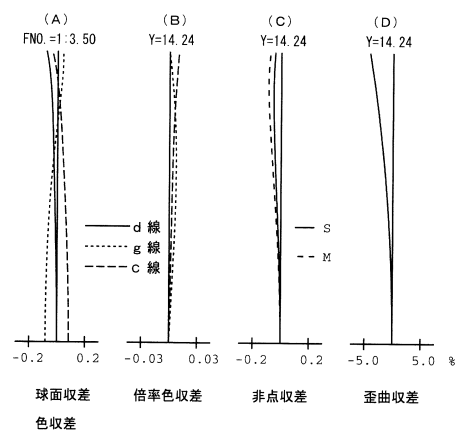 (A) (B) (C) (D)
FNO.=1:3.50 Y=14.24 Y=14.24 Y=14.24
d 線
g 線
c 線
S
M
-0.2 0.2 -0.03 0.03 -0.2 0.2 -5.0 5.0 %
球面収差 倍率色収差 非点収差 歪曲収差
色収差